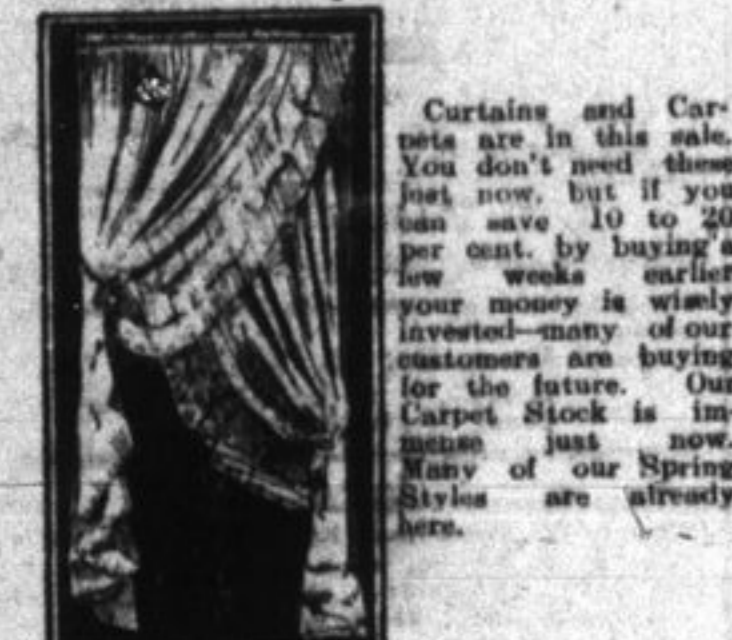 Curtains and Car-
pets are in this sale.
You don't need these
just now, but if you
can save 10 to 20
per cent. by buying a
few weeks earlier
your money is wisely
invested—many of our
customers are buying
for the future. Our
Carpet Stock is im-
mense just now.
Many of our Spring
Styles are already
here.